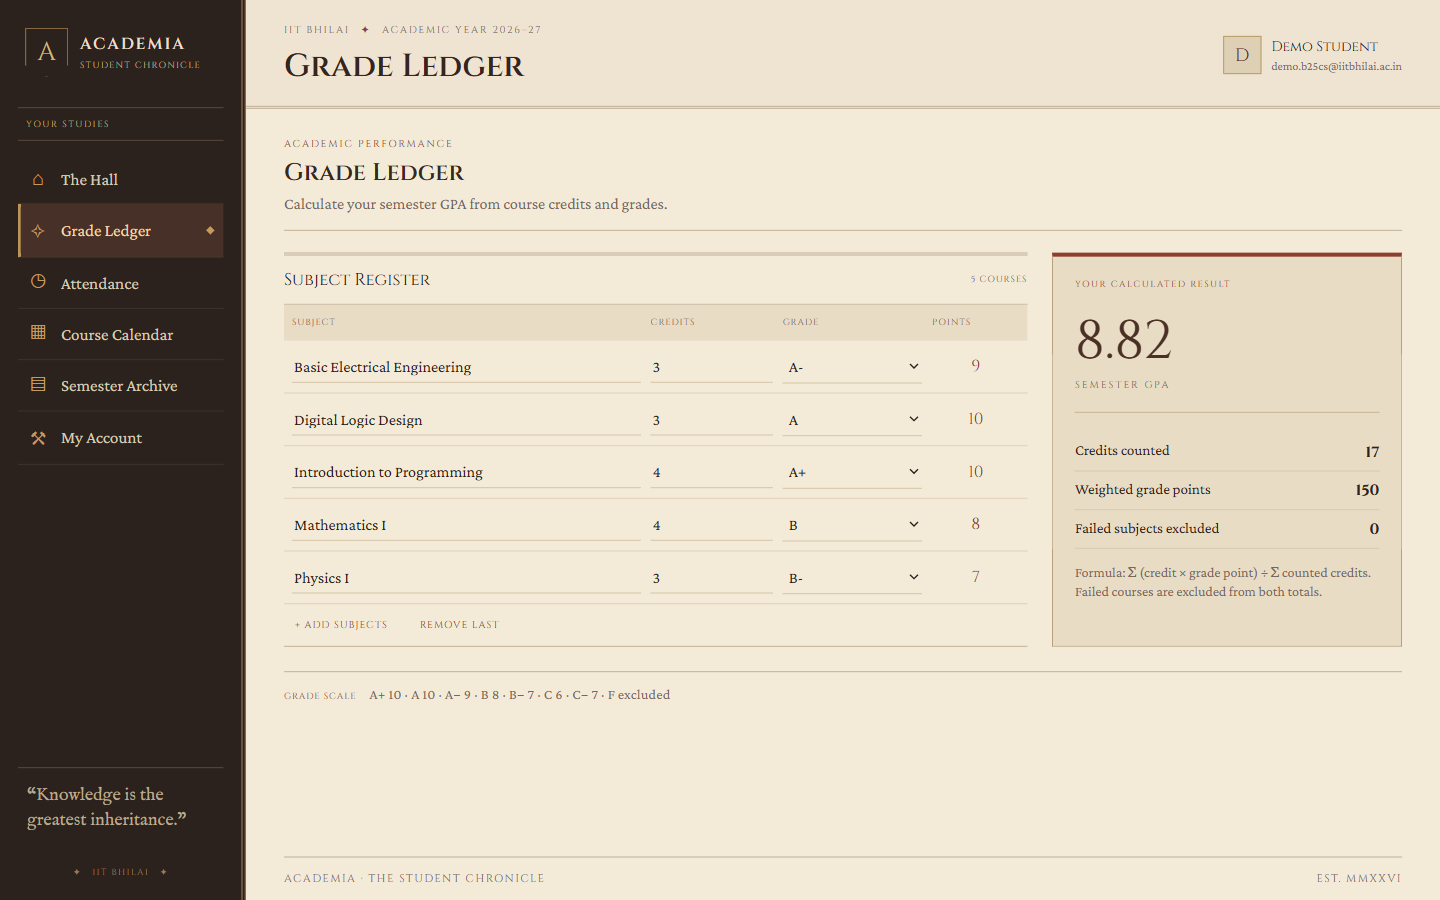 A
ACADEMIA
STUDENT CHRONICLE
YOUR STUDIES
The Hall
Grade Ledger
Attendance
Course Calendar
Semester Archive
My Account
“Knowledge is the
greatest inheritance.”
✦ IIT BHILAI ✦
IIT BHILAI ✦ ACADEMIC YEAR 2026–27
GRADE LEDGER
D
DEMO STUDENT
demo.b25cs@iitbhilai.ac.in
ACADEMIC PERFORMANCE
GRADE LEDGER
Calculate your semester GPA from course credits and grades.
SUBJECT REGISTER
5 COURSES
SUBJECT CREDITS GRADE POINTS
Basic Electrical Engineering 3 A- 9
Digital Logic Design 3 A 10
Introduction to Programming 4 A+ 10
Mathematics I 4 B 8
Physics I 3 B- 7
+ ADD SUBJECTS REMOVE LAST
YOUR CALCULATED RESULT
8.82
SEMESTER GPA
Credits counted 17
Weighted grade points 150
Failed subjects excluded 0
Formula: Σ (credit × grade point) ÷ Σ counted credits.
Failed courses are excluded from both totals.
GRADE SCALE A+ 10 · A 10 · A− 9 · B 8 · B− 7 · C 6 · C− 7 · F excluded
ACADEMIA · THE STUDENT CHRONICLE
EST. MMXXVI